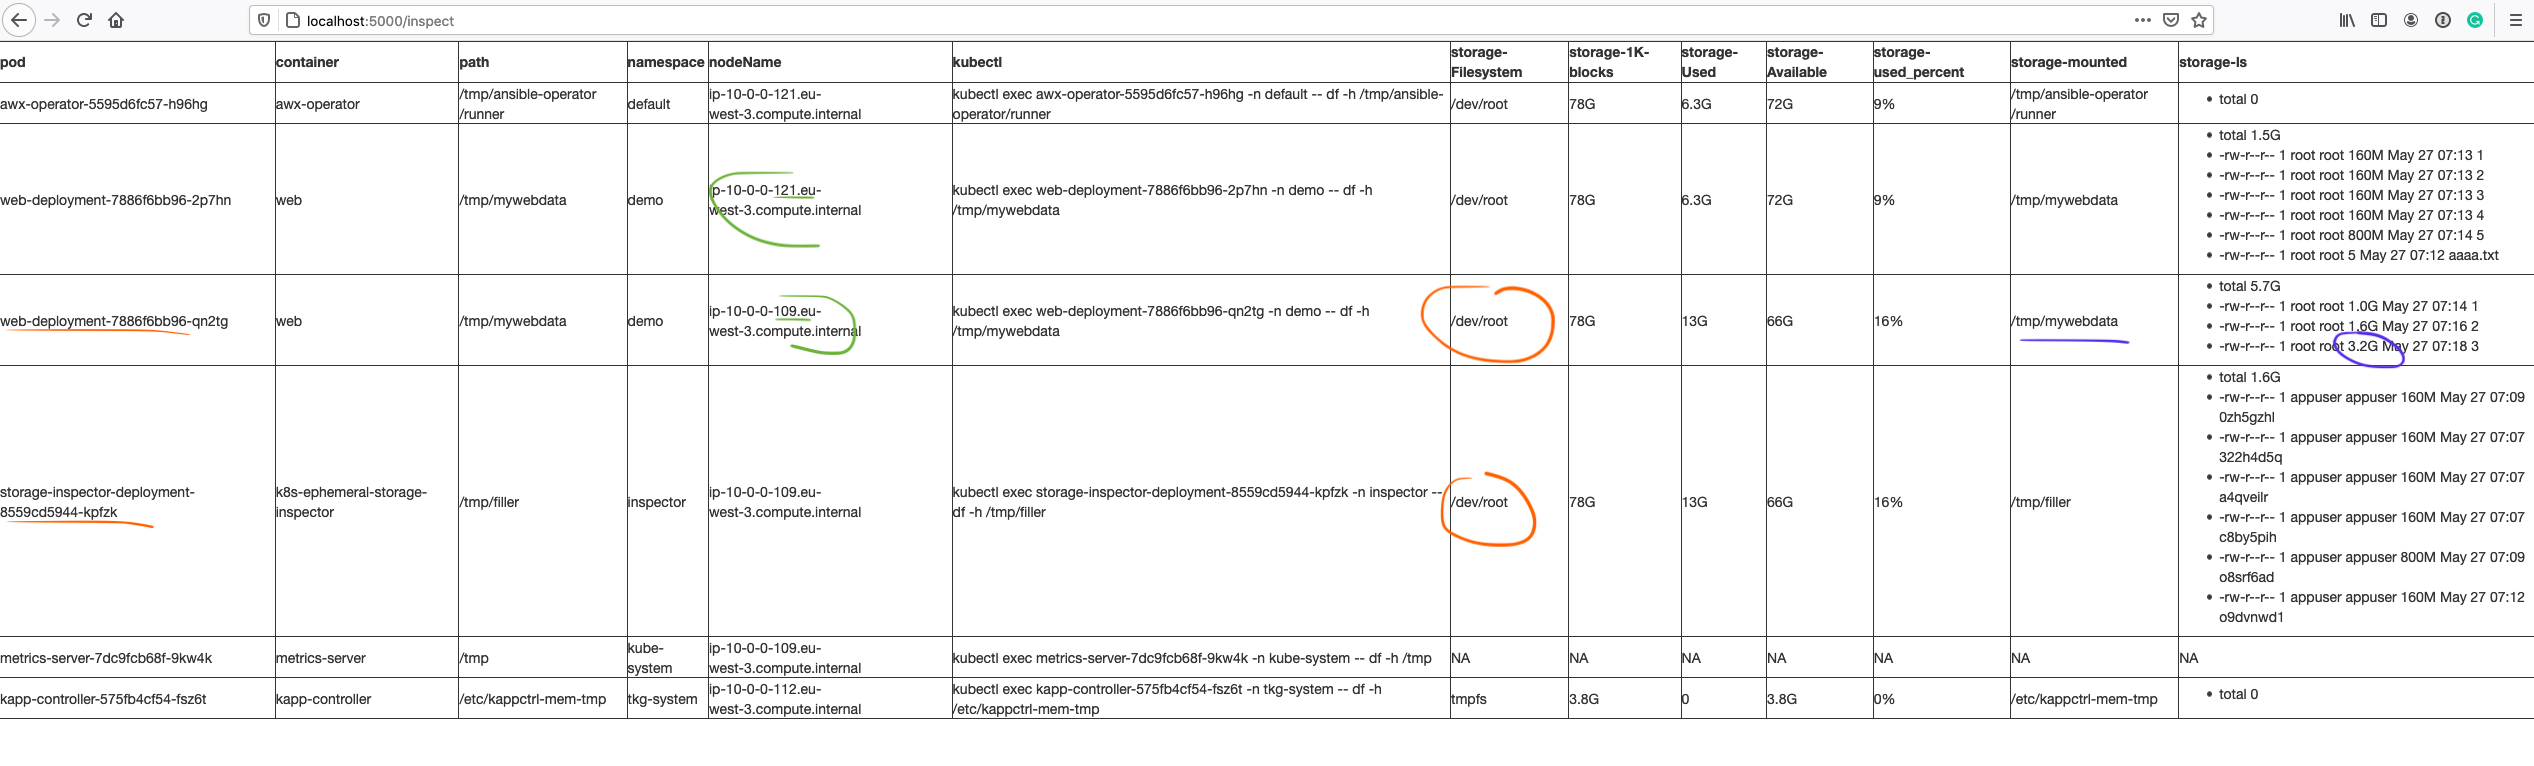 localhost:5000/inspect
pod container path namespace nodeName kubectl storage-Filesystem storage-1K-blocks storage-Used storage-Available storage-used_percent storage-mounted storage-ls
awx-operator-5595d6fc57-h96hg
awx-operator
/tmp/ansible-operator
/runner
default
ip-10-0-0-121.eu-
west-3.compute.internal
kubectl exec awx-operator-5595d6fc57-h96hg -n default -- df -h /tmp/ansible-
operator/runner
/dev/root
78G
6.3G
72G
9%
/tmp/ansible-operator
/runner
total 0
web-deployment-7886f6bb96-2p7hn
web
/tmp/mywebdata
demo
ip-10-0-0-121.eu-
west-3.compute.internal
kubectl exec web-deployment-7886f6bb96-2p7hn -n demo -- df -h
/tmp/mywebdata
/dev/root
78G
6.3G
72G
9%
/tmp/mywebdata
total 1.5G
-rw-r--r-- 1 root root 160M May 27 07:13 1
-rw-r--r-- 1 root root 160M May 27 07:13 2
-rw-r--r-- 1 root root 160M May 27 07:13 3
-rw-r--r-- 1 root root 160M May 27 07:13 4
-rw-r--r-- 1 root root 800M May 27 07:14 5
-rw-r--r-- 1 root root 5 May 27 07:12 aaaa.txt
web-deployment-7886f6bb96-qn2tg
web
/tmp/mywebdata
demo
ip-10-0-0-109.eu-
west-3.compute.internal
kubectl exec web-deployment-7886f6bb96-qn2tg -n demo -- df -h
/tmp/mywebdata
/dev/root
78G
13G
66G
16%
/tmp/mywebdata
total 5.7G
-rw-r--r-- 1 root root 1.0G May 27 07:14 1
-rw-r--r-- 1 root root 1.6G May 27 07:16 2
-rw-r--r-- 1 root root 3.2G May 27 07:18 3
storage-inspector-deployment-
8559cd5944-kpfzk
k8s-ephemeral-storage-
inspector
/tmp/filler
inspector
ip-10-0-0-109.eu-
west-3.compute.internal
kubectl exec storage-inspector-deployment-8559cd5944-kpfzk -n inspector --
df -h /tmp/filler
/dev/root
78G
13G
66G
16%
/tmp/filler
total 1.6G
-rw-r--r-- 1 appuser appuser 160M May 27 07:09
0zh5gzhl
-rw-r--r-- 1 appuser appuser 160M May 27 07:07
322h4d5q
-rw-r--r-- 1 appuser appuser 160M May 27 07:07
a4qveilr
-rw-r--r-- 1 appuser appuser 160M May 27 07:07
c8by5pih
-rw-r--r-- 1 appuser appuser 800M May 27 07:09
o8srf6ad
-rw-r--r-- 1 appuser appuser 160M May 27 07:12
o9dvnwd1
metrics-server-7dc9fcb68f-9kw4k
metrics-server
/tmp
kube-
system
ip-10-0-0-109.eu-
west-3.compute.internal
kubectl exec metrics-server-7dc9fcb68f-9kw4k -n kube-system -- df -h /tmp
NA
NA
NA
NA
NA
NA
NA
kapp-controller-575fb4cf54-fsz6t
kapp-controller
/etc/kappctrl-mem-tmp
tkg-system
ip-10-0-0-112.eu-
west-3.compute.internal
kubectl exec kapp-controller-575fb4cf54-fsz6t -n tkg-system -- df -h
/etc/kappctrl-mem-tmp
tmpfs
3.8G
0
3.8G
0%
/etc/kappctrl-mem-tmp
total 0